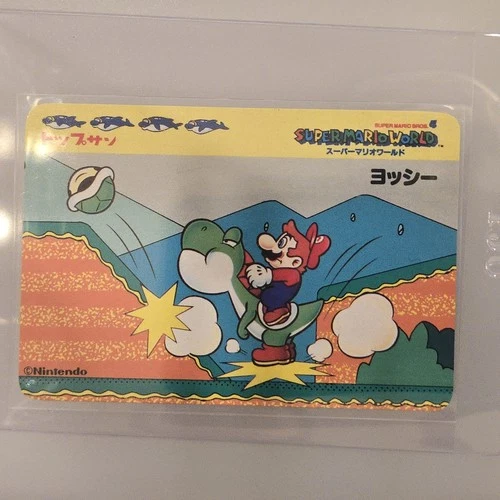 トップサン
SUPER MARIO BROS. 4
SUPER MARIO WORLD™
スーパーマリオワールド
ヨッシー
©Nintendo